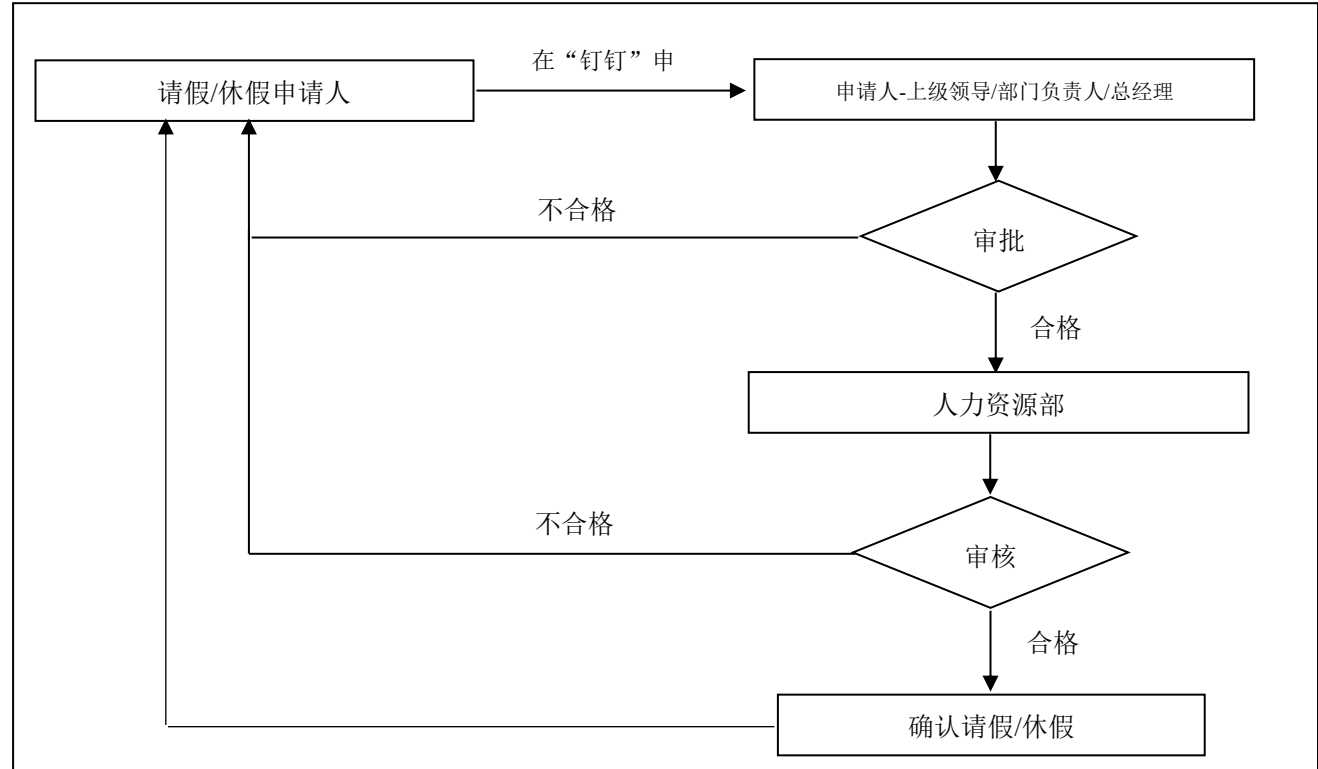 在“钉钉”申
请假/休假申请人
申请人-上级领导/部门负责人/总经理
不合格
审批
合格
人力资源部
不合格
审核
合格
确认请假/休假